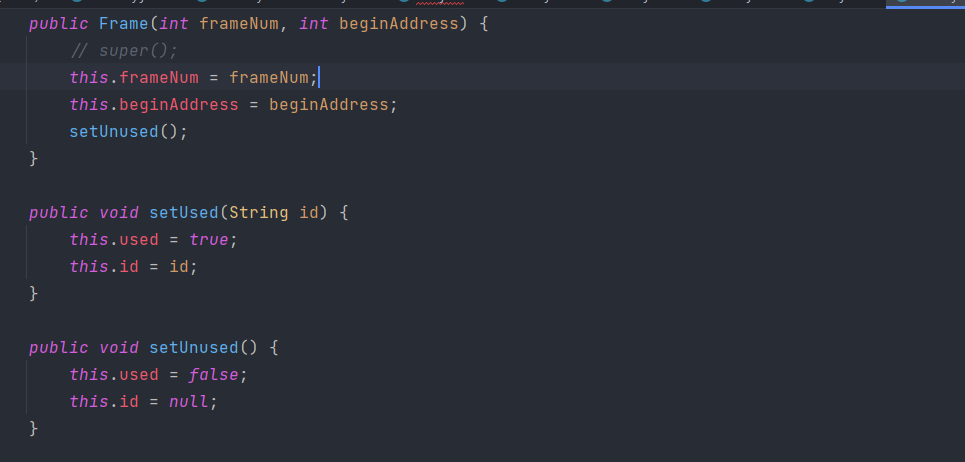 public Frame(int frameNum, int beginAddress) {
// super();
this.frameNum = frameNum;
this.beginAddress = beginAddress;
setUnused();
}
public void setUsed(String id) {
this.used = true;
this.id = id;
}
public void setUnused() {
this.used = false;
this.id = null;
}